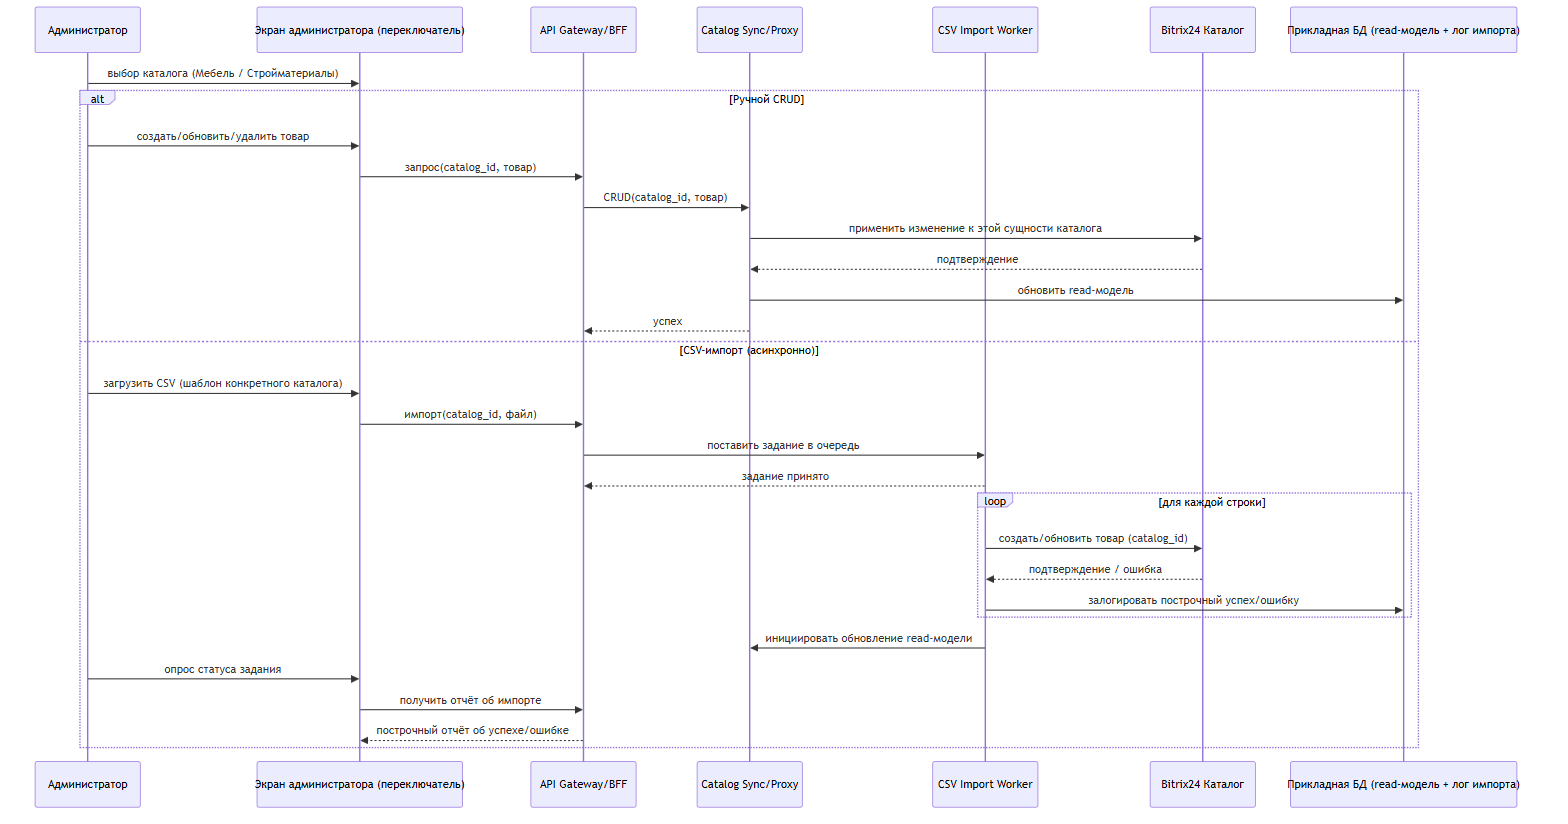 Администратор
Экран администратора (переключатель)
API Gateway/BFF
Catalog Sync/Proxy
CSV Import Worker
Bitrix24 Каталог
Прикладная БД (read-модель + лог импорта)
выбор каталога (Мебель / Стройматериалы)
alt
[Ручной CRUD]
создать/обновить/удалить товар
запрос(catalog_id, товар)
CRUD(catalog_id, товар)
применить изменение к этой сущности каталога
подтверждение
обновить read-модель
успех
[CSV-импорт (асинхронно)]
загрузить CSV (шаблон конкретного каталога)
импорт(catalog_id, файл)
поставить задание в очередь
задание принято
loop
[для каждой строки]
создать/обновить товар (catalog_id)
подтверждение / ошибка
залогировать построчный успех/ошибку
инициировать обновление read-модели
опрос статуса задания
получить отчёт об импорте
построчный отчёт об успехе/ошибке
Администратор
Экран администратора (переключатель)
API Gateway/BFF
Catalog Sync/Proxy
CSV Import Worker
Bitrix24 Каталог
Прикладная БД (read-модель + лог импорта)